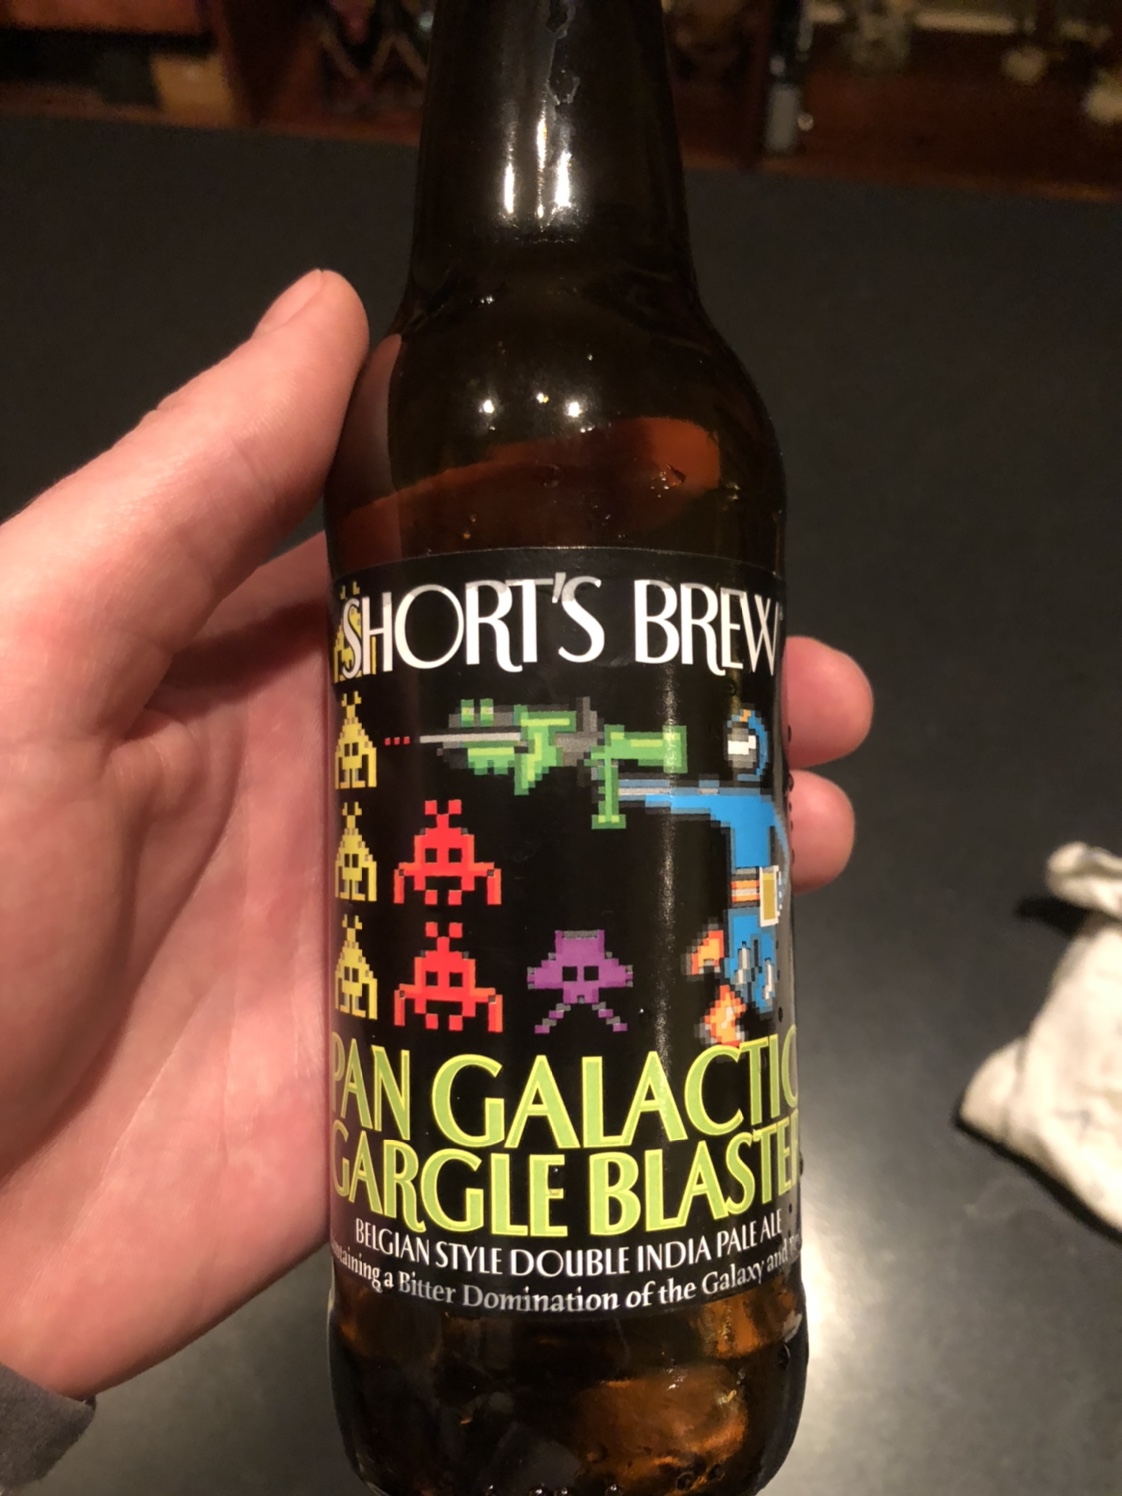 SHORT'S BREW
PAN GALACTIC
GARGLE BLASTER
BELGIAN STYLE DOUBLE INDIA PALE ALE
a Bitter Domination of the Galaxy and